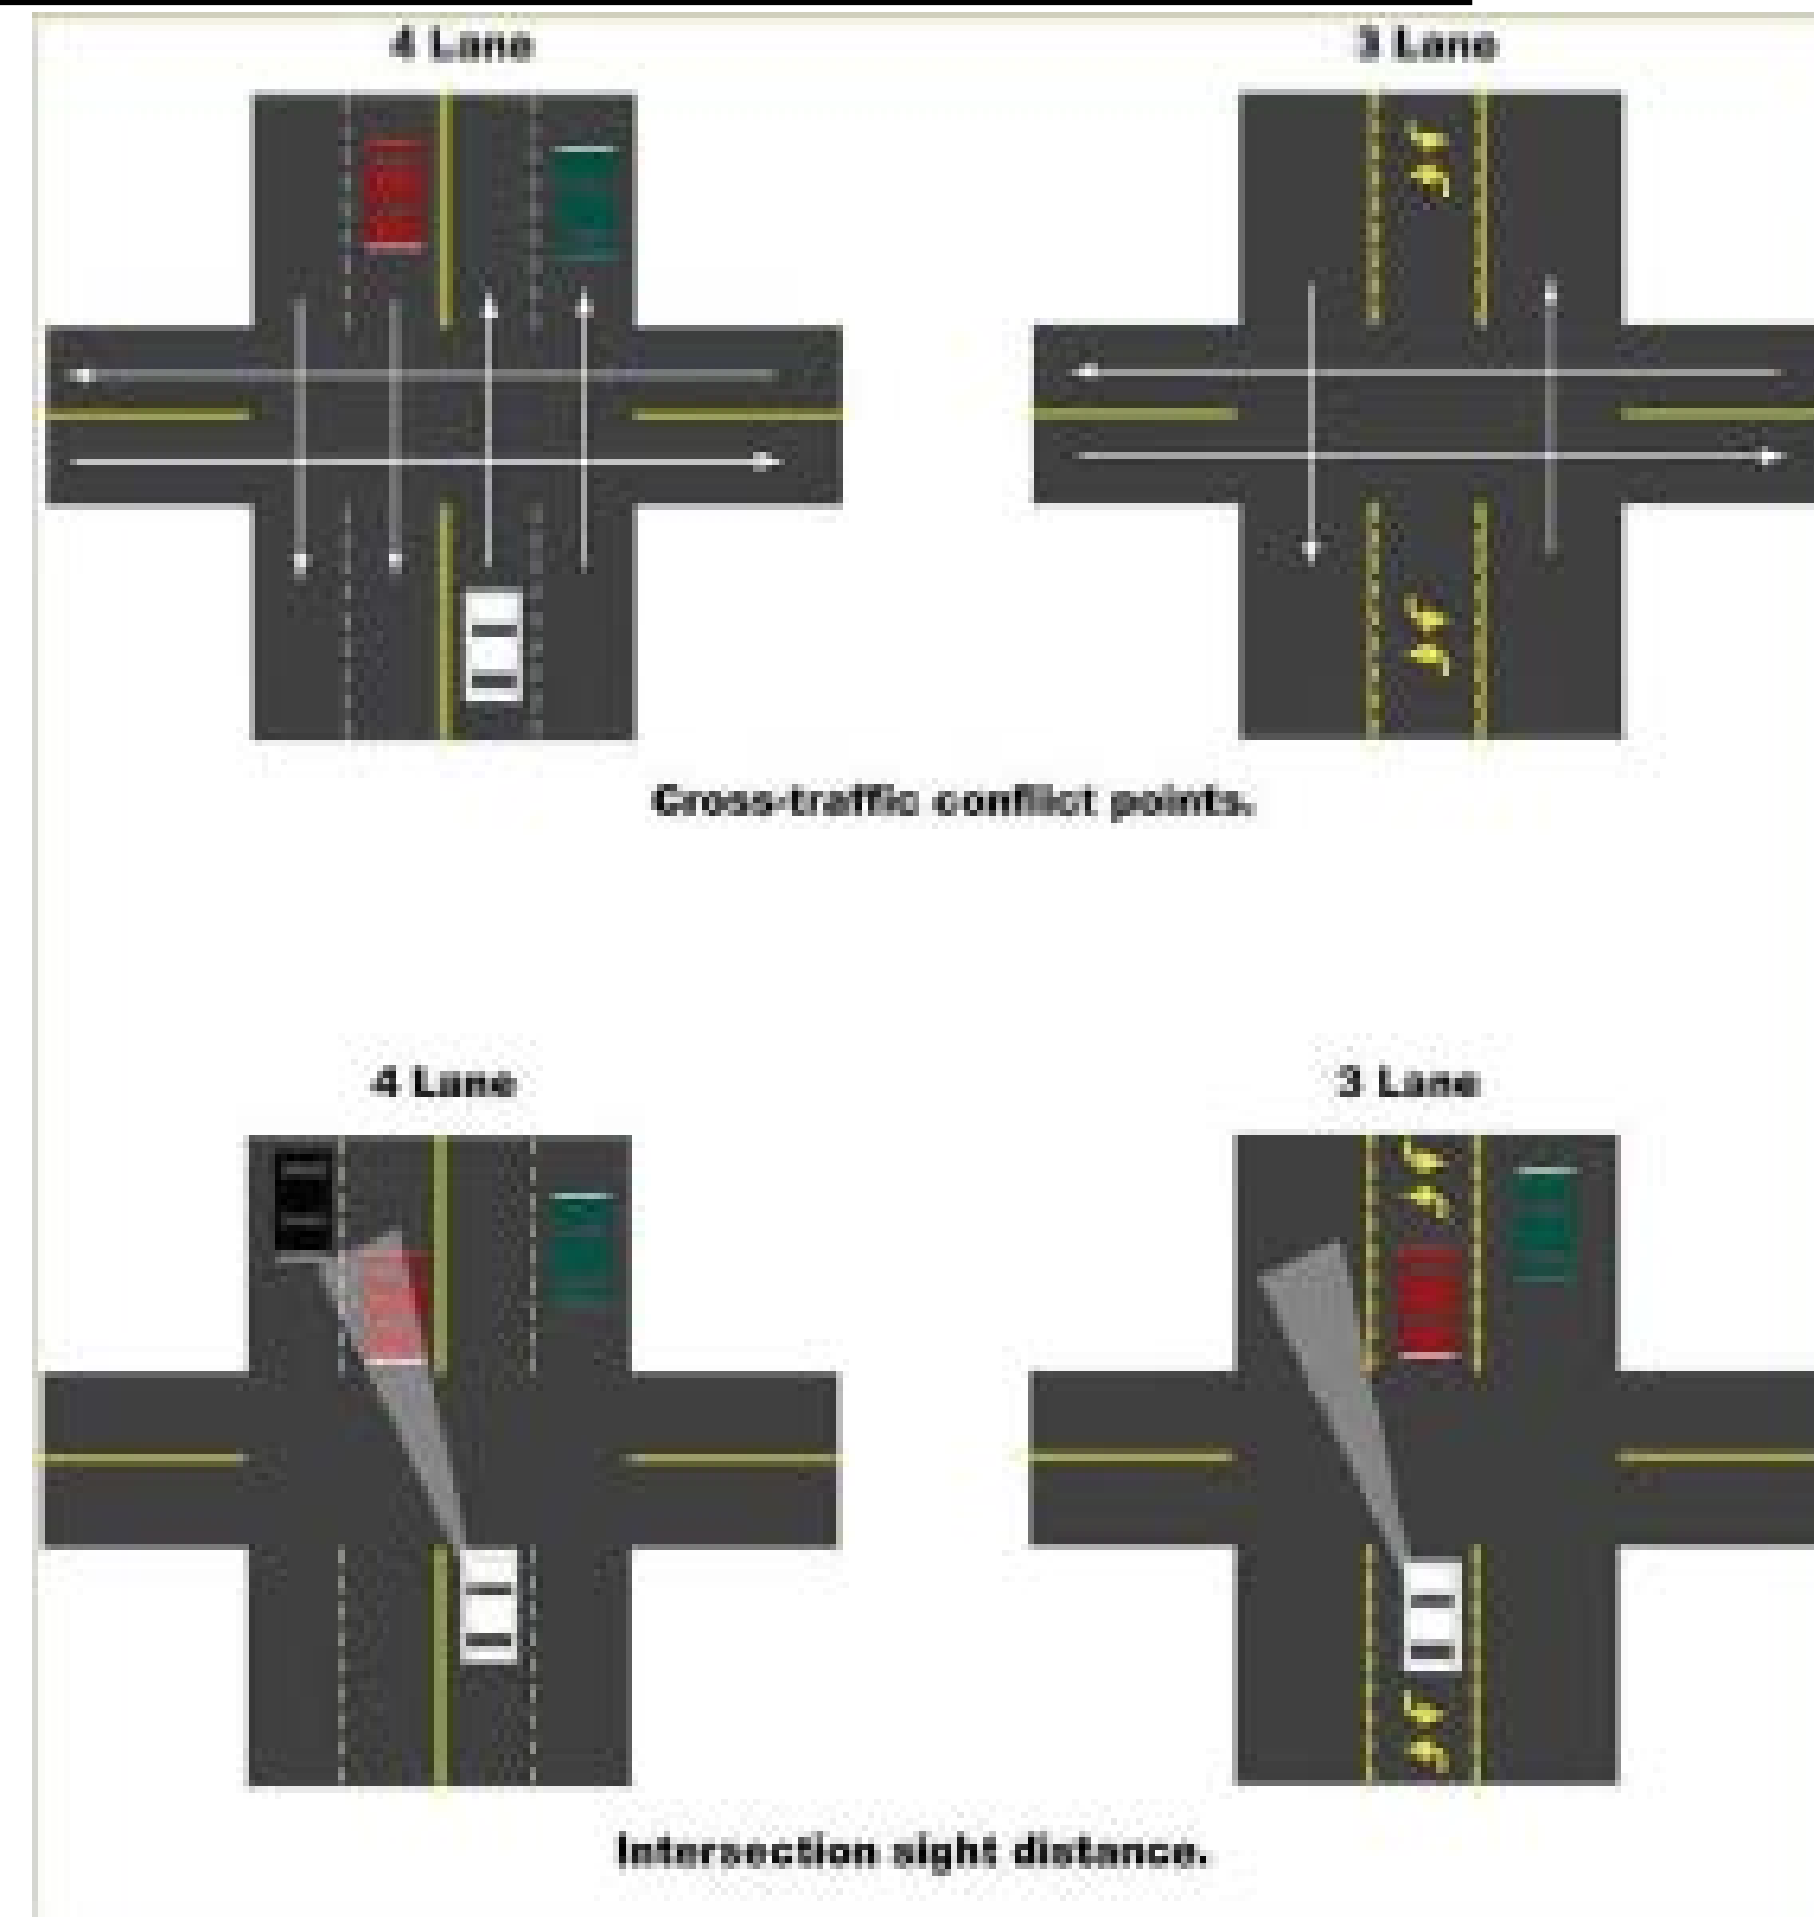 4 Lane
3 Lane
Cross-traffic conflict points.
4 Lane
3 Lane
Intersection sight distance.